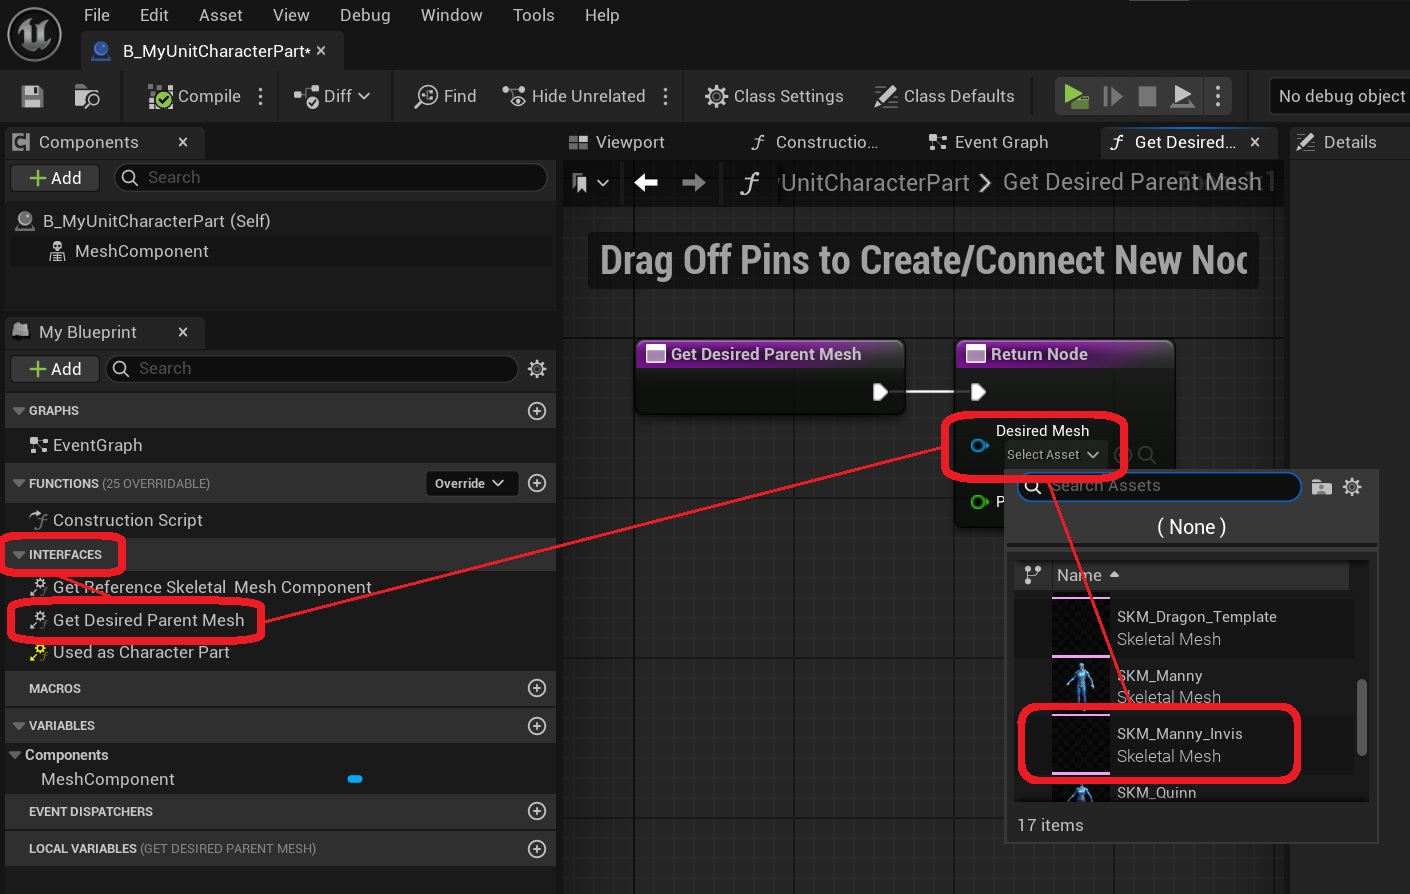 File Edit Asset View Debug Window Tools Help
B_MyUnitCharacterPart*
Compile Diff Find Hide Unrelated Class Settings Class Defaults No debug object
Components
Add Search
B_MyUnitCharacterPart (Self)
MeshComponent
My Blueprint
Add Search
GRAPHS
EventGraph
FUNCTIONS (25 OVERRIDABLE) Override
Construction Script
INTERFACES
Get Reference Skeletal Mesh Component
Get Desired Parent Mesh
Used as Character Part
MACROS
VARIABLES
Components
MeshComponent
EVENT DISPATCHERS
LOCAL VARIABLES (GET DESIRED PARENT MESH)
Viewport Constructio... Event Graph Get Desired... Details
UnitCharacterPart > Get Desired Parent Mesh
Drag Off Pins to Create/Connect New Noc
Get Desired Parent Mesh
Return Node
Desired Mesh
Select Asset
P
Search Assets
( None )
Name
SKM_Dragon_Template
Skeletal Mesh
SKM_Manny
Skeletal Mesh
SKM_Manny_Invis
Skeletal Mesh
SKM_Quinn
17 items